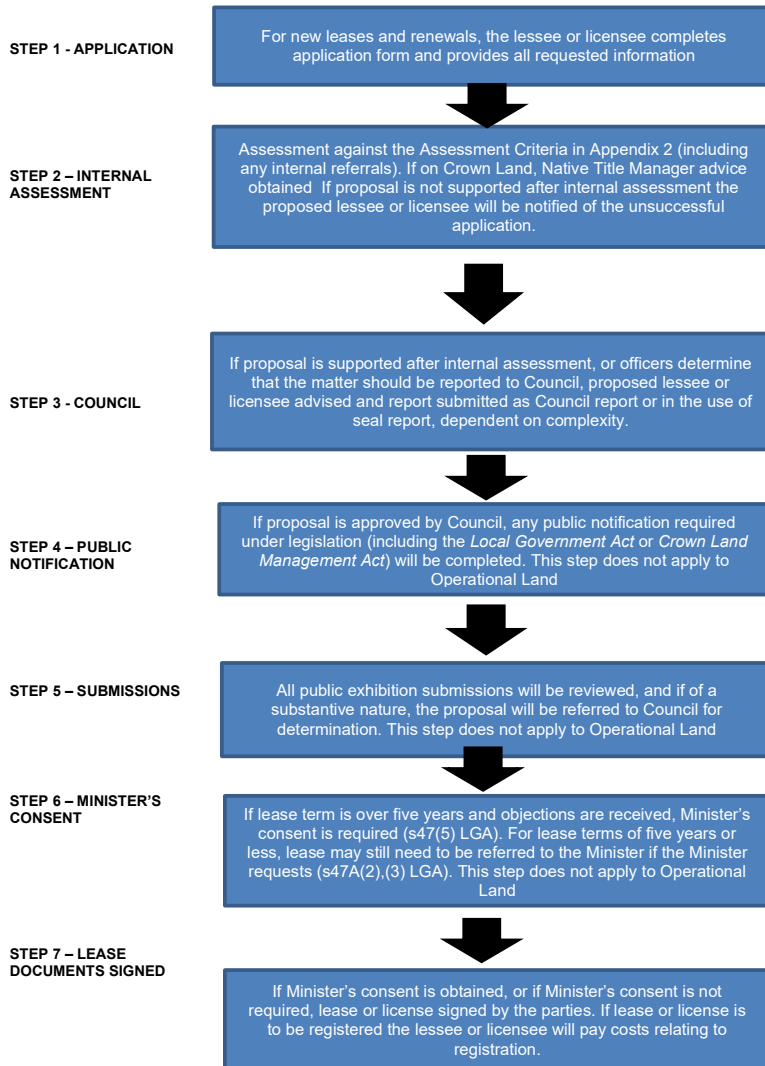 STEP 1 - APPLICATION
For new leases and renewals, the lessee or licensee completes
application form and provides all requested information
STEP 2 – INTERNAL
ASSESSMENT
Assessment against the Assessment Criteria in Appendix 2 (including
any internal referrals). If on Crown Land, Native Title Manager advice
obtained  If proposal is not supported after internal assessment the
proposed lessee or licensee will be notified of the unsuccessful
application.
STEP 3 - COUNCIL
If proposal is supported after internal assessment, or officers determine
that the matter should be reported to Council, proposed lessee or
licensee advised and report submitted as Council report or in the use of
seal report, dependent on complexity.
STEP 4 – PUBLIC
NOTIFICATION
If proposal is approved by Council, any public notification required
under legislation (including the Local Government Act or Crown Land
Management Act) will be completed. This step does not apply to
Operational Land
STEP 5 – SUBMISSIONS
All public exhibition submissions will be reviewed, and if of a
substantive nature, the proposal will be referred to Council for
determination. This step does not apply to Operational Land
STEP 6 – MINISTER'S
CONSENT
If lease term is over five years and objections are received, Minister's
consent is required (s47(5) LGA). For lease terms of five years or
less, lease may still need to be referred to the Minister if the Minister
requests (s47A(2),(3) LGA). This step does not apply to Operational
Land
STEP 7 – LEASE
DOCUMENTS SIGNED
If Minister's consent is obtained, or if Minister's consent is not
required, lease or license signed by the parties. If lease or license is
to be registered the lessee or licensee will pay costs relating to
registration.